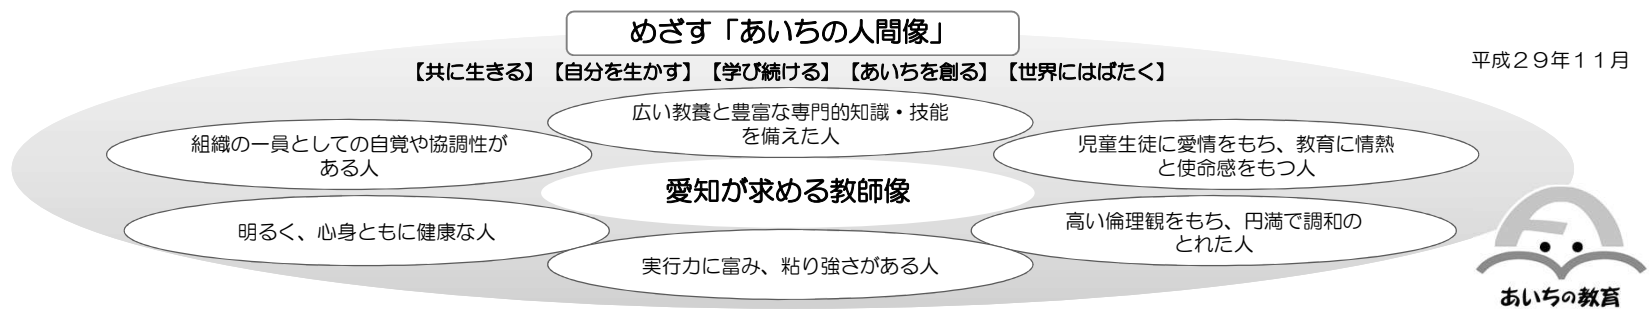 めざす「あいちの人間像」
平成２９年１１月
【共に生きる】【自分を生かす】【学び続ける】【あいちを創る】【世界にはばたく】
広い教養と豊富な専門的知識・技能
を備えた人
組織の一員としての自覚や協調性が
ある人
児童生徒に愛情をもち、教育に情熱
と使命感をもつ人
愛知が求める教師像
明るく、心身ともに健康な人
高い倫理観をもち、円満で調和の
とれた人
実行力に富み、粘り強さがある人
あいちの教育